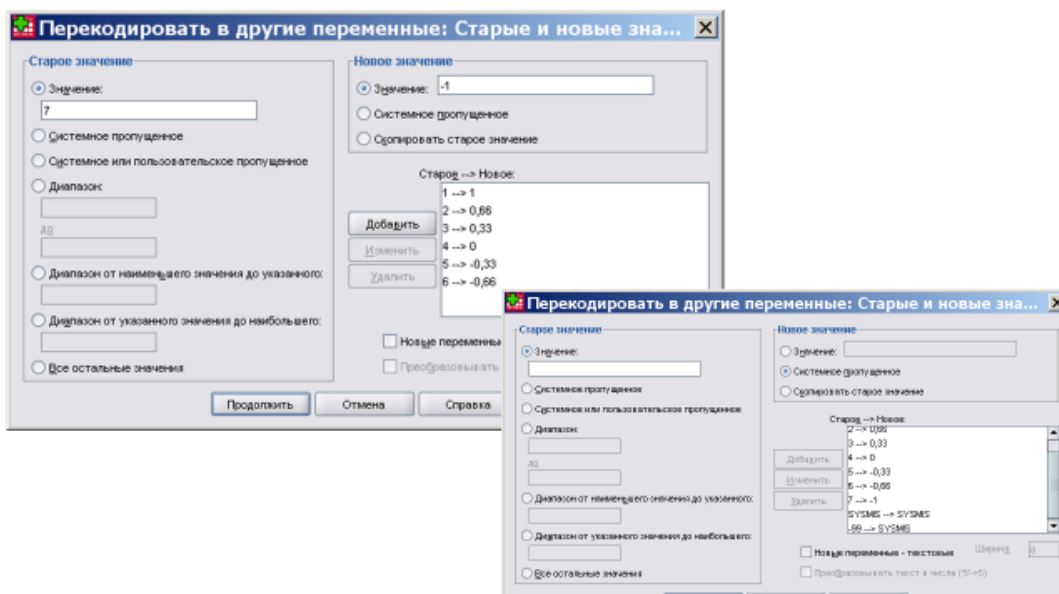 Перекодировать в другие переменные: Старые и новые зна...
Старое значение
Значение:
7
Системное пропущенное
Системное или пользовательское пропущенное
Диапазон:
до
Диапазон от наименьшего значения до указанного:
Диапазон от указанного значения до наибольшего:
Все остальные значения
Новое значение
Значение: -1
Системное пропущенное
Скопировать старое значение
Старое --> Новое:
1 --> 1
2 --> 0,66
3 --> 0,33
4 --> 0
5 --> -0,33
6 --> -0,66
Добавить
Изменить
Удалить
Новые переменны
Преобразовывать
Продолжить
Отмена
Справка
Перекодировать в другие переменные: Старые и новые зна...
Старое значение
Значение:
Системное пропущенное
Системное или пользовательское пропущенное
Диапазон:
до
Диапазон от наименьшего значения до указанного:
Диапазон от указанного значения до наибольшего:
Все остальные значения
Новое значение
Значение:
Системное пропущенное
Скопировать старое значение
Старое --> Новое:
2 --> 0,66
3 --> 0,33
4 --> 0
5 --> -0,33
6 --> -0,66
7 --> -1
SYSMIS --> SYSMIS
-99 --> SYSMIS
Добавить
Изменить
Удалить
Новые переменные - текстовые
Ширина: 8
Преобразовывать текст в числа ('5'->5)